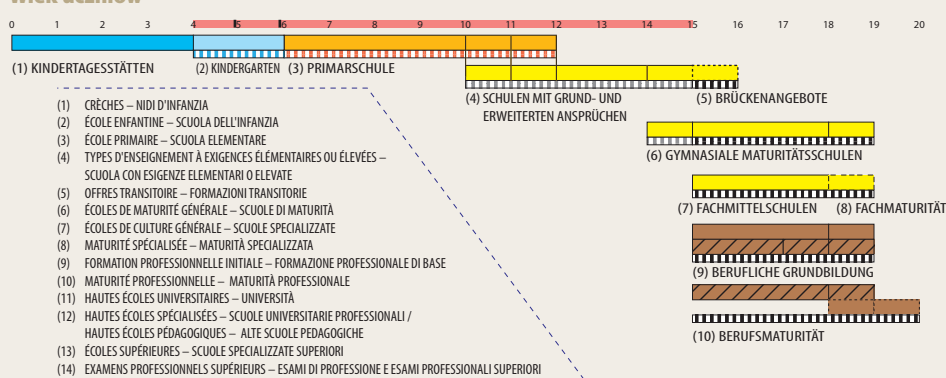 wiek uczniów
0 1 2 3 4 5 6 7 8 9 10 11 12 13 14 15 16 17 18 19 20
(1) KINDERTAGESSTÄTTEN
(2) KINDERGARTEN
(3) PRIMARSCHULE
(4) SCHULEN MIT GRUND- UND
ERWEITERTEN ANSPRÜCHEN
(5) BRÜCKENANGEBOTE
(6) GYMNASIALE MATURITÄTSSCHULEN
(7) FACHMITTELSCHULEN
(8) FACHMATURITÄT
(9) BERUFLICHE GRUNDBILDUNG
(10) BERUFSMATURITÄT
(1) CRÈCHES – NIDI D'INFANZIA
(2) ÉCOLE ENFANTINE – SCUOLA DELL'INFANZIA
(3) ÉCOLE PRIMAIRE – SCUOLA ELEMENTARE
(4) TYPES D'ENSEIGNEMENT À EXIGENCES ÉLÉMENTAIRES OU ÉLEVÉES –
SCUOLA CON ESIGENZE ELEMENTARI O ELEVATE
(5) OFFRES TRANSITOIRE – FORMAZIONI TRANSITORIE
(6) ÉCOLES DE MATURITÉ GÉNÉRALE – SCUOLE DI MATURITÀ
(7) ÉCOLES DE CULTURE GÉNÉRALE – SCUOLE SPECIALIZZATE
(8) MATURITÉ SPÉCIALISÉE – MATURITÀ SPECIALIZZATA
(9) FORMATION PROFESSIONNELLE INITIALE – FORMAZIONE PROFESSIONALE DI BASE
(10) MATURITÉ PROFESSIONNELLE – MATURITÀ PROFESSIONALE
(11) HAUTES ÉCOLES UNIVERSITAIRES – UNIVERSITÀ
(12) HAUTES ÉCOLES SPÉCIALISÉES – SCUOLE UNIVERSITARIE PROFESSIONALI /
HAUTES ÉCOLES PÉDAGOGIQUES – ALTE SCUOLE PEDAGOGICHE
(13) ÉCOLES SUPÉRIEURES – SCUOLE SPECIALIZZATE SUPERIORI
(14) EXAMENS PROFESSIONNELS SUPÉRIEURS – ESAMI DI PROFESSIONE E ESAMI PROFESSIONALI SUPERIORI